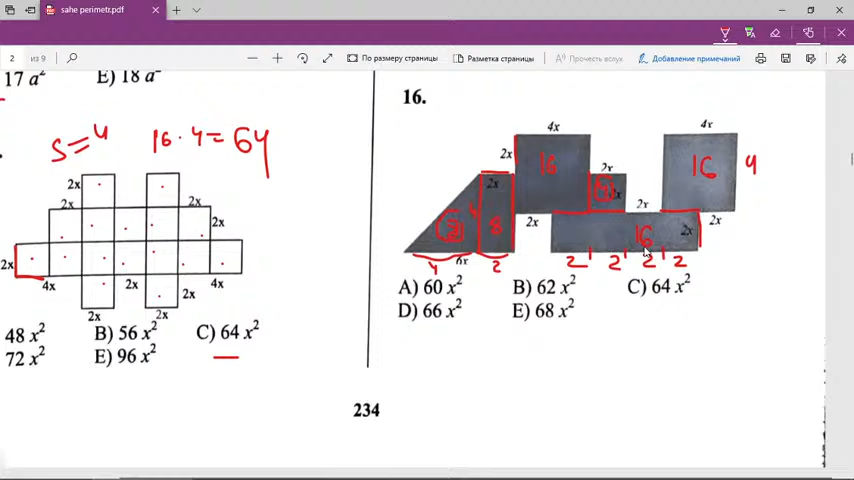 sahe perimetr.pdf
2 из 9
По размеру страницы
Разметка страницы
Прочесть вслух
Добавление примечаний
17 a²
E) 18 a
S = 4
16 · 4 = 64
2x
2x
2x
2x
2x
4x
2x
4x
2x
2x
2x
48 x²
B) 56 x²
C) 64 x²
72 x²
E) 96 x²
16.
4x
4x
2x
16
2x
16
4
2x
4
2x
2x
8
2x
16
2x
2x
6x
4
2
2
2
2
2
A) 60 x²
B) 62 x²
C) 64 x²
D) 66 x²
E) 68 x²
234